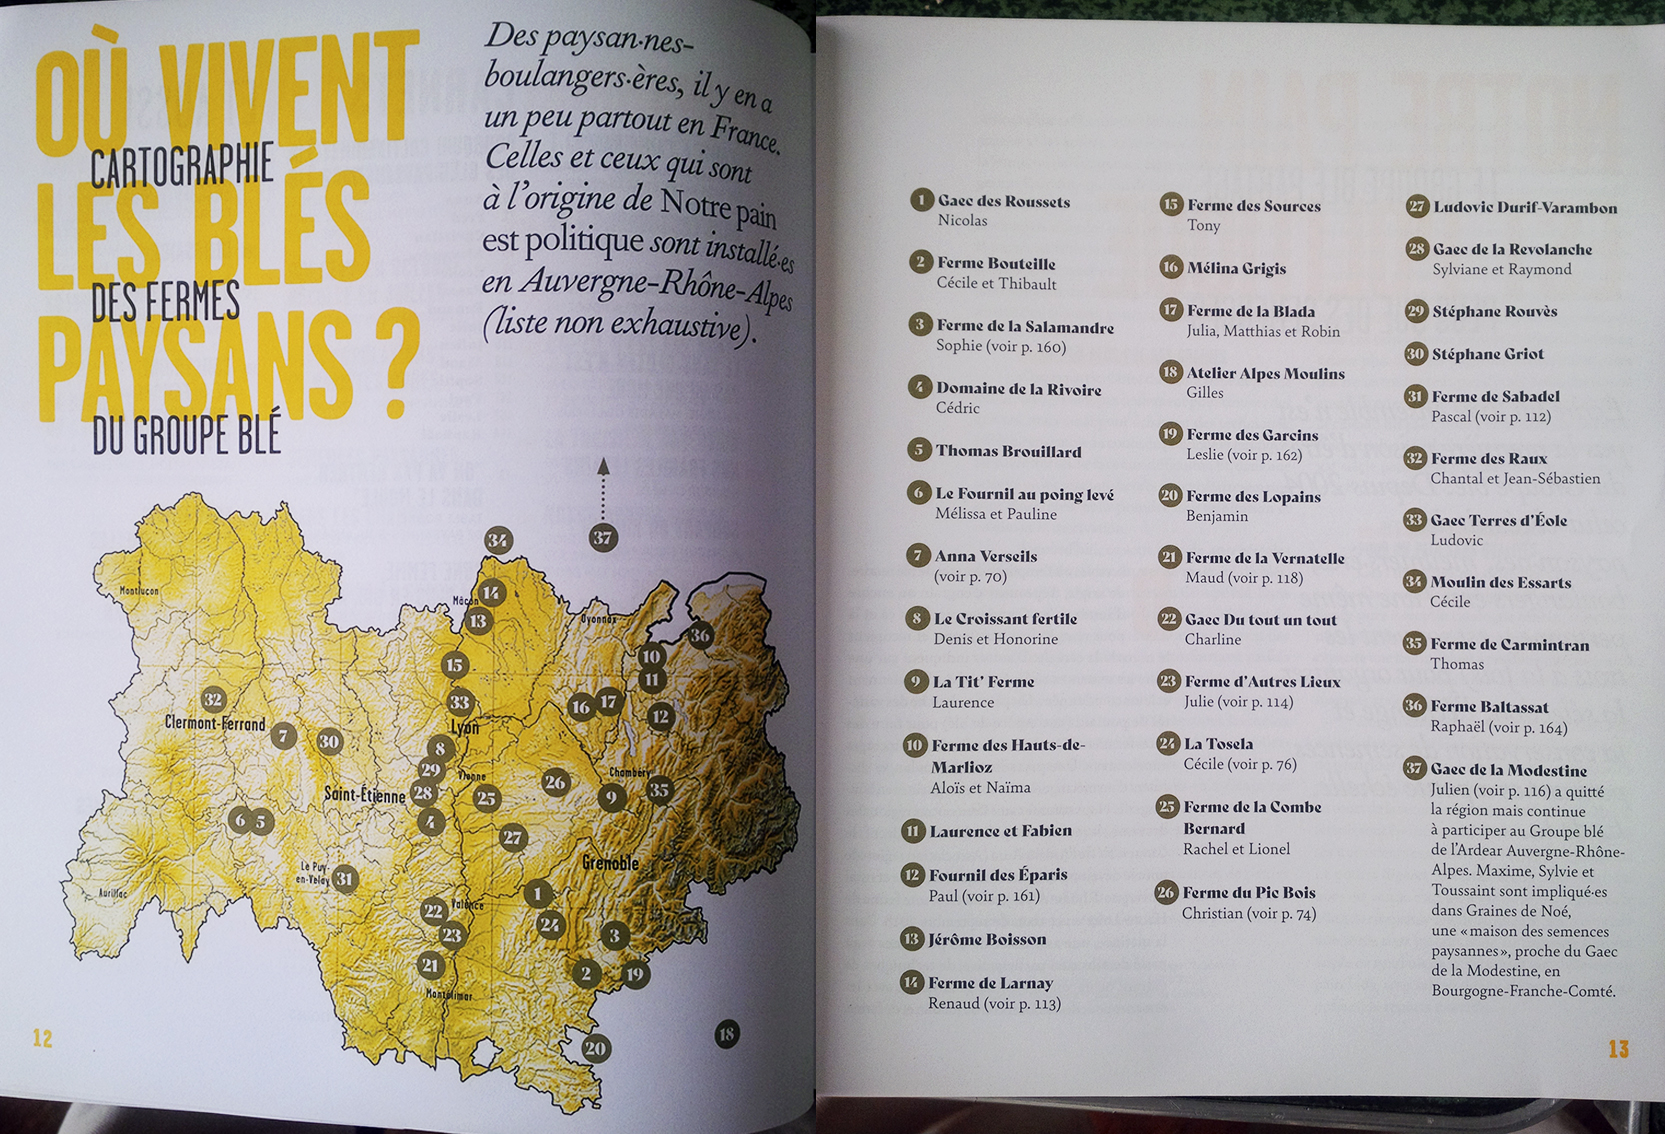 OÙ VIVENT
CARTOGRAPHIE
LES BLÉS
DES FERMES
PAYSANS ?
DU GROUPE BLÉ
Des paysan·nes-
boulangers·ères, il y en a
un peu partout en France.
Celles et ceux qui sont
à l'origine de Notre pain
est politique sont installé·es
en Auvergne-Rhône-Alpes
(liste non exhaustive).
34
37
Montluçon
Mâcon
14
13
Oyonnax
36
10
11
15
32
33
16
17
12
Clermont-Ferrand
7
30
Lyon
8
29
Vienne
26
Chambéry
35
Saint-Étienne
28
25
9
6
5
4
27
Grenoble
Le Puy-
en-Velay
31
Aurillac
1
22
Valence
24
23
3
21
2
19
Montélimar
18
20
12
1 Gaec des Roussets
Nicolas
2 Ferme Bouteille
Cécile et Thibault
3 Ferme de la Salamandre
Sophie (voir p. 160)
4 Domaine de la Rivoire
Cédric
5 Thomas Brouillard
6 Le Fournil au poing levé
Mélissa et Pauline
7 Anna Verseils
(voir p. 70)
8 Le Croissant fertile
Denis et Honorine
9 La Tit' Ferme
Laurence
10 Ferme des Hauts-de-
Marlioz
Aloïs et Naïma
11 Laurence et Fabien
12 Fournil des Éparis
Paul (voir p. 161)
13 Jérôme Boisson
14 Ferme de Larnay
Renaud (voir p. 113)
15 Ferme des Sources
Tony
16 Mélina Grigis
17 Ferme de la Blada
Julia, Matthias et Robin
18 Atelier Alpes Moulins
Gilles
19 Ferme des Garcins
Leslie (voir p. 162)
20 Ferme des Lopains
Benjamin
21 Ferme de la Vernatelle
Maud (voir p. 118)
22 Gaec Du tout un tout
Charline
23 Ferme d'Autres Lieux
Julie (voir p. 114)
24 La Tosela
Cécile (voir p. 76)
25 Ferme de la Combe
Bernard
Rachel et Lionel
26 Ferme du Pic Bois
Christian (voir p. 74)
27 Ludovic Durif-Varambon
28 Gaec de la Revolanche
Sylviane et Raymond
29 Stéphane Rouvès
30 Stéphane Griot
31 Ferme de Sabadel
Pascal (voir p. 112)
32 Ferme des Raux
Chantal et Jean-Sébastien
33 Gaec Terres d'Éole
Ludovic
34 Moulin des Essarts
Cécile
35 Ferme de Carmintran
Thomas
36 Ferme Baltassat
Raphaël (voir p. 164)
37 Gaec de la Modestine
Julien (voir p. 116) a quitté
la région mais continue
à participer au Groupe blé
de l'Ardear Auvergne-Rhône-
Alpes. Maxime, Sylvie et
Toussaint sont impliqué·es
dans Graines de Noé,
une « maison des semences
paysannes », proche du Gaec
de la Modestine, en
Bourgogne-Franche-Comté.
13